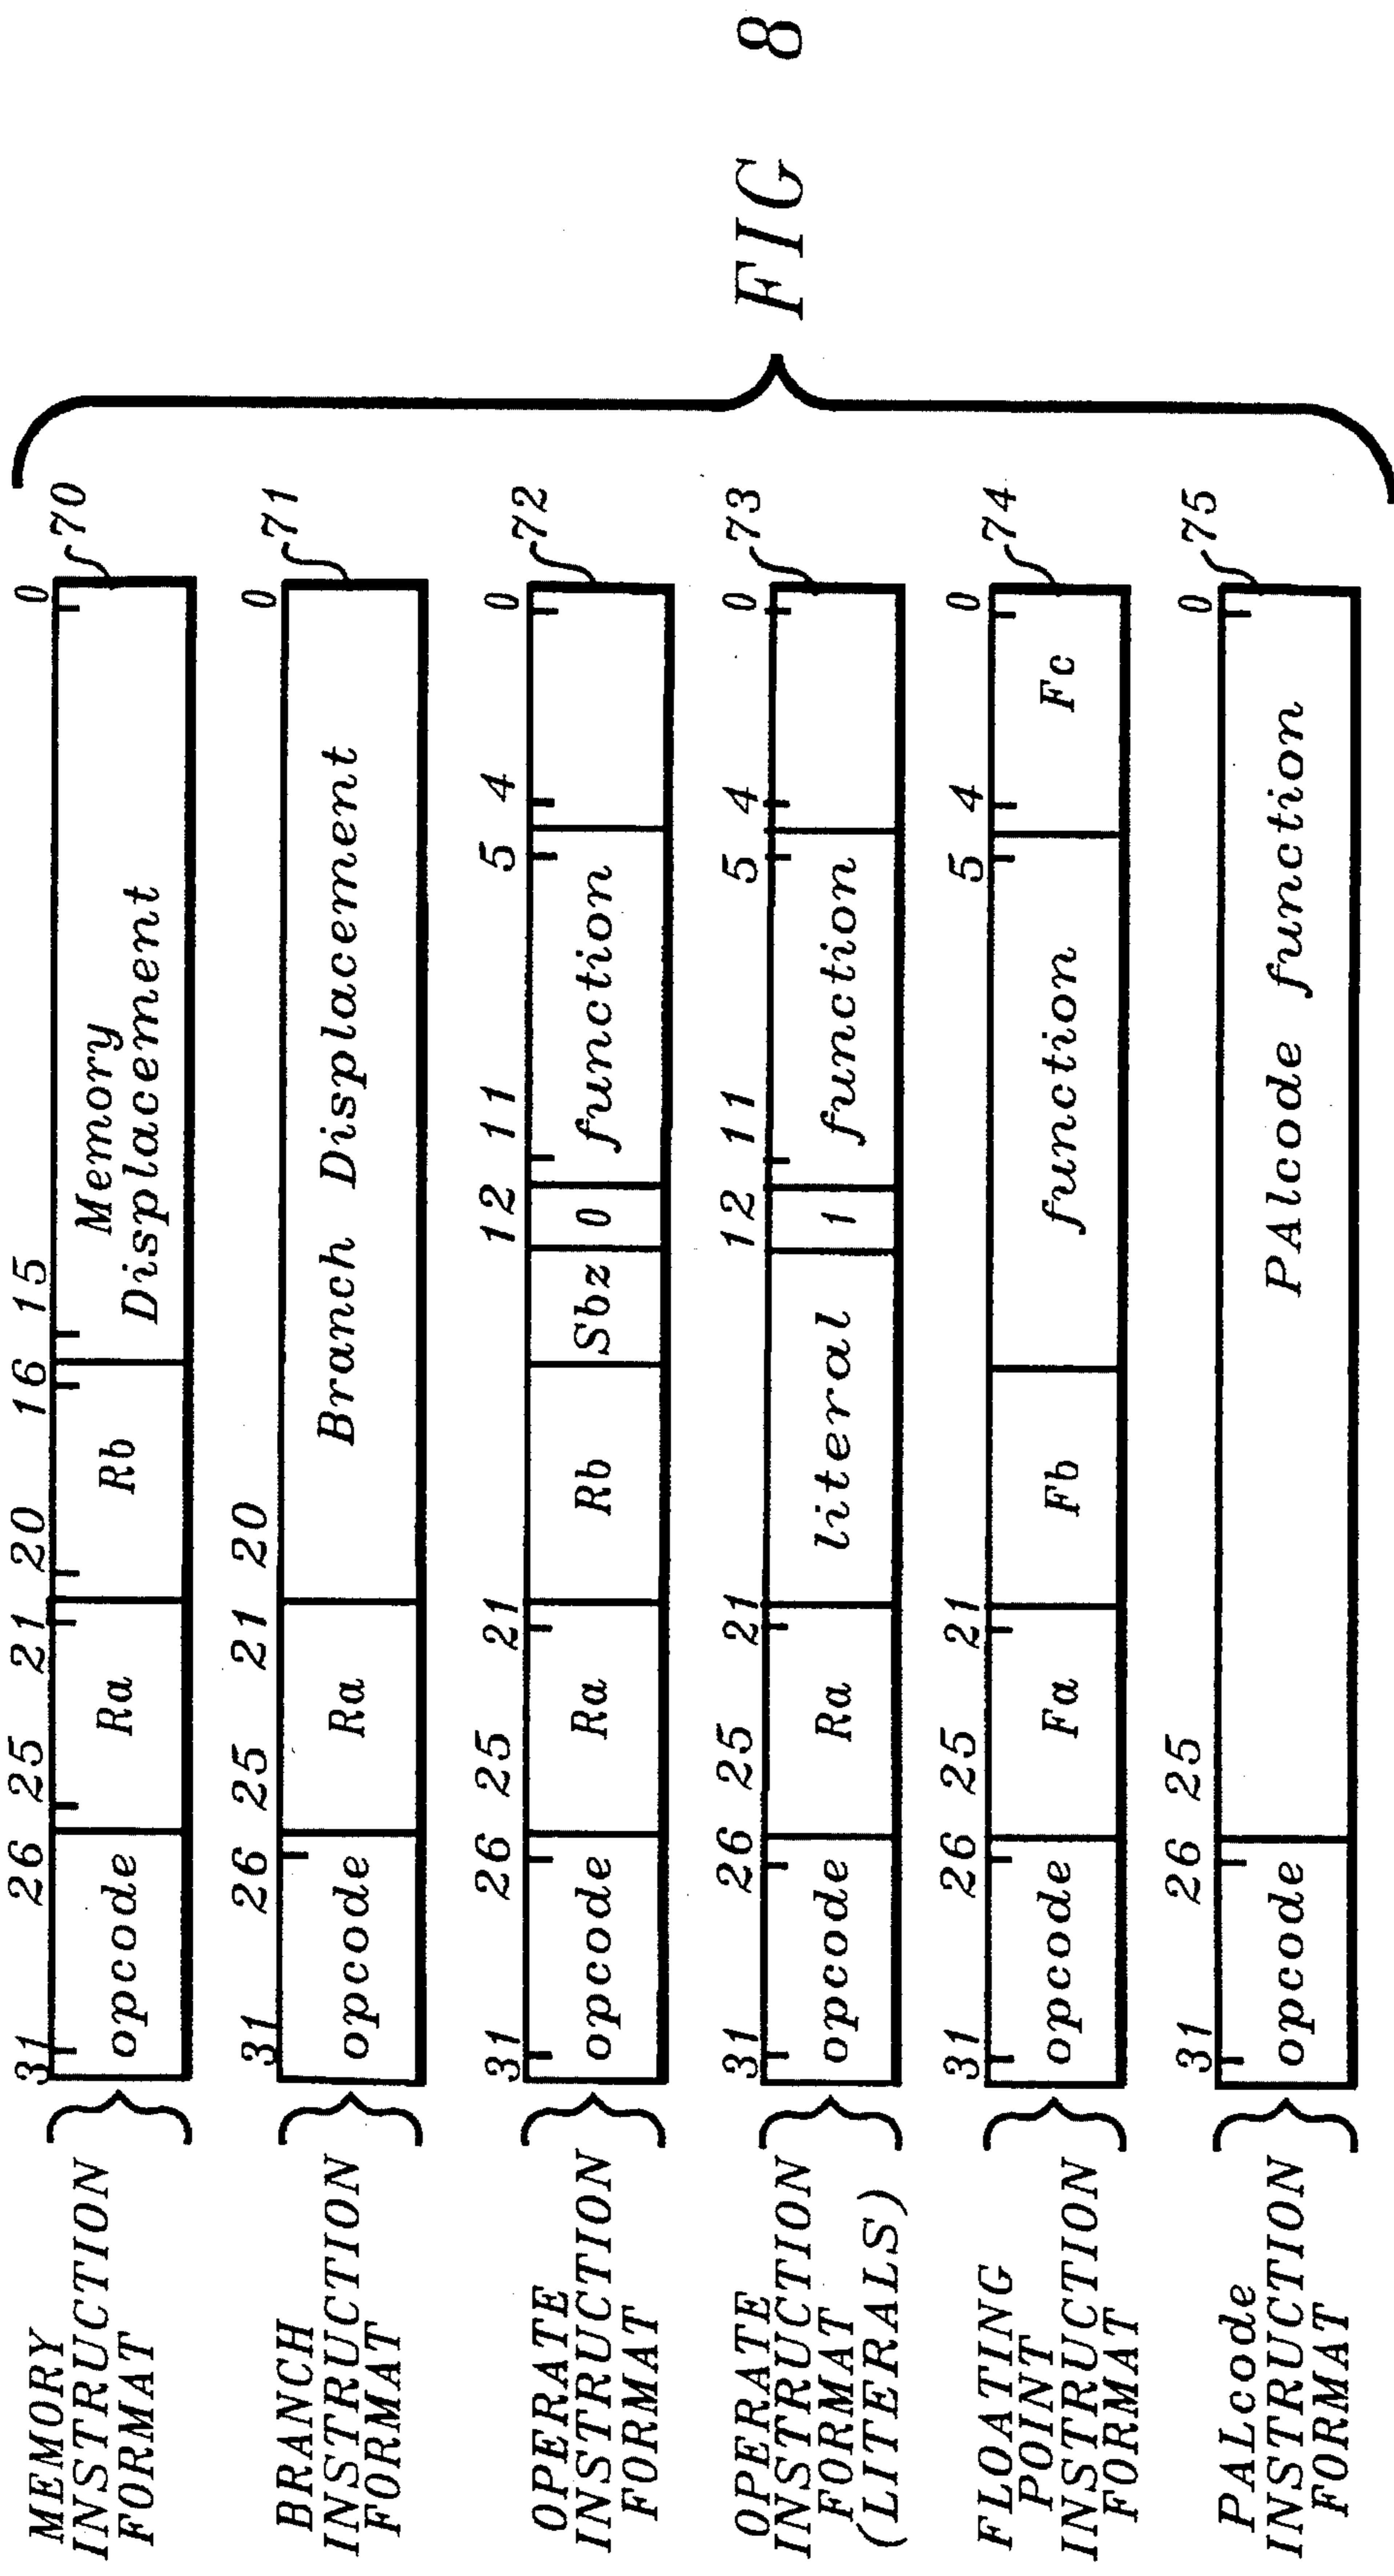 MEMORY
INSTRUCTION
FORMAT
31 26 25 21 20 16 15 0
opcode Ra Rb Memory
Displacement
70
BRANCH
INSTRUCTION
FORMAT
31 26 25 21 20 0
opcode Ra Branch Displacement
71
OPERATE
INSTRUCTION
FORMAT
31 26 25 21 12 11 5 4 0
opcode Ra Rb Sbz 0 function
72
OPERATE
INSTRUCTION
FORMAT
(LITERALS)
31 26 25 21 12 11 5 4 0
opcode Ra literal 1 function
73
FLOATING
POINT
INSTRUCTION
FORMAT
31 26 25 21 5 4 0
opcode Fa Fb function Fc
74
PALcode
INSTRUCTION
FORMAT
31 26 25 0
opcode PAlcode function
75
FIG 8